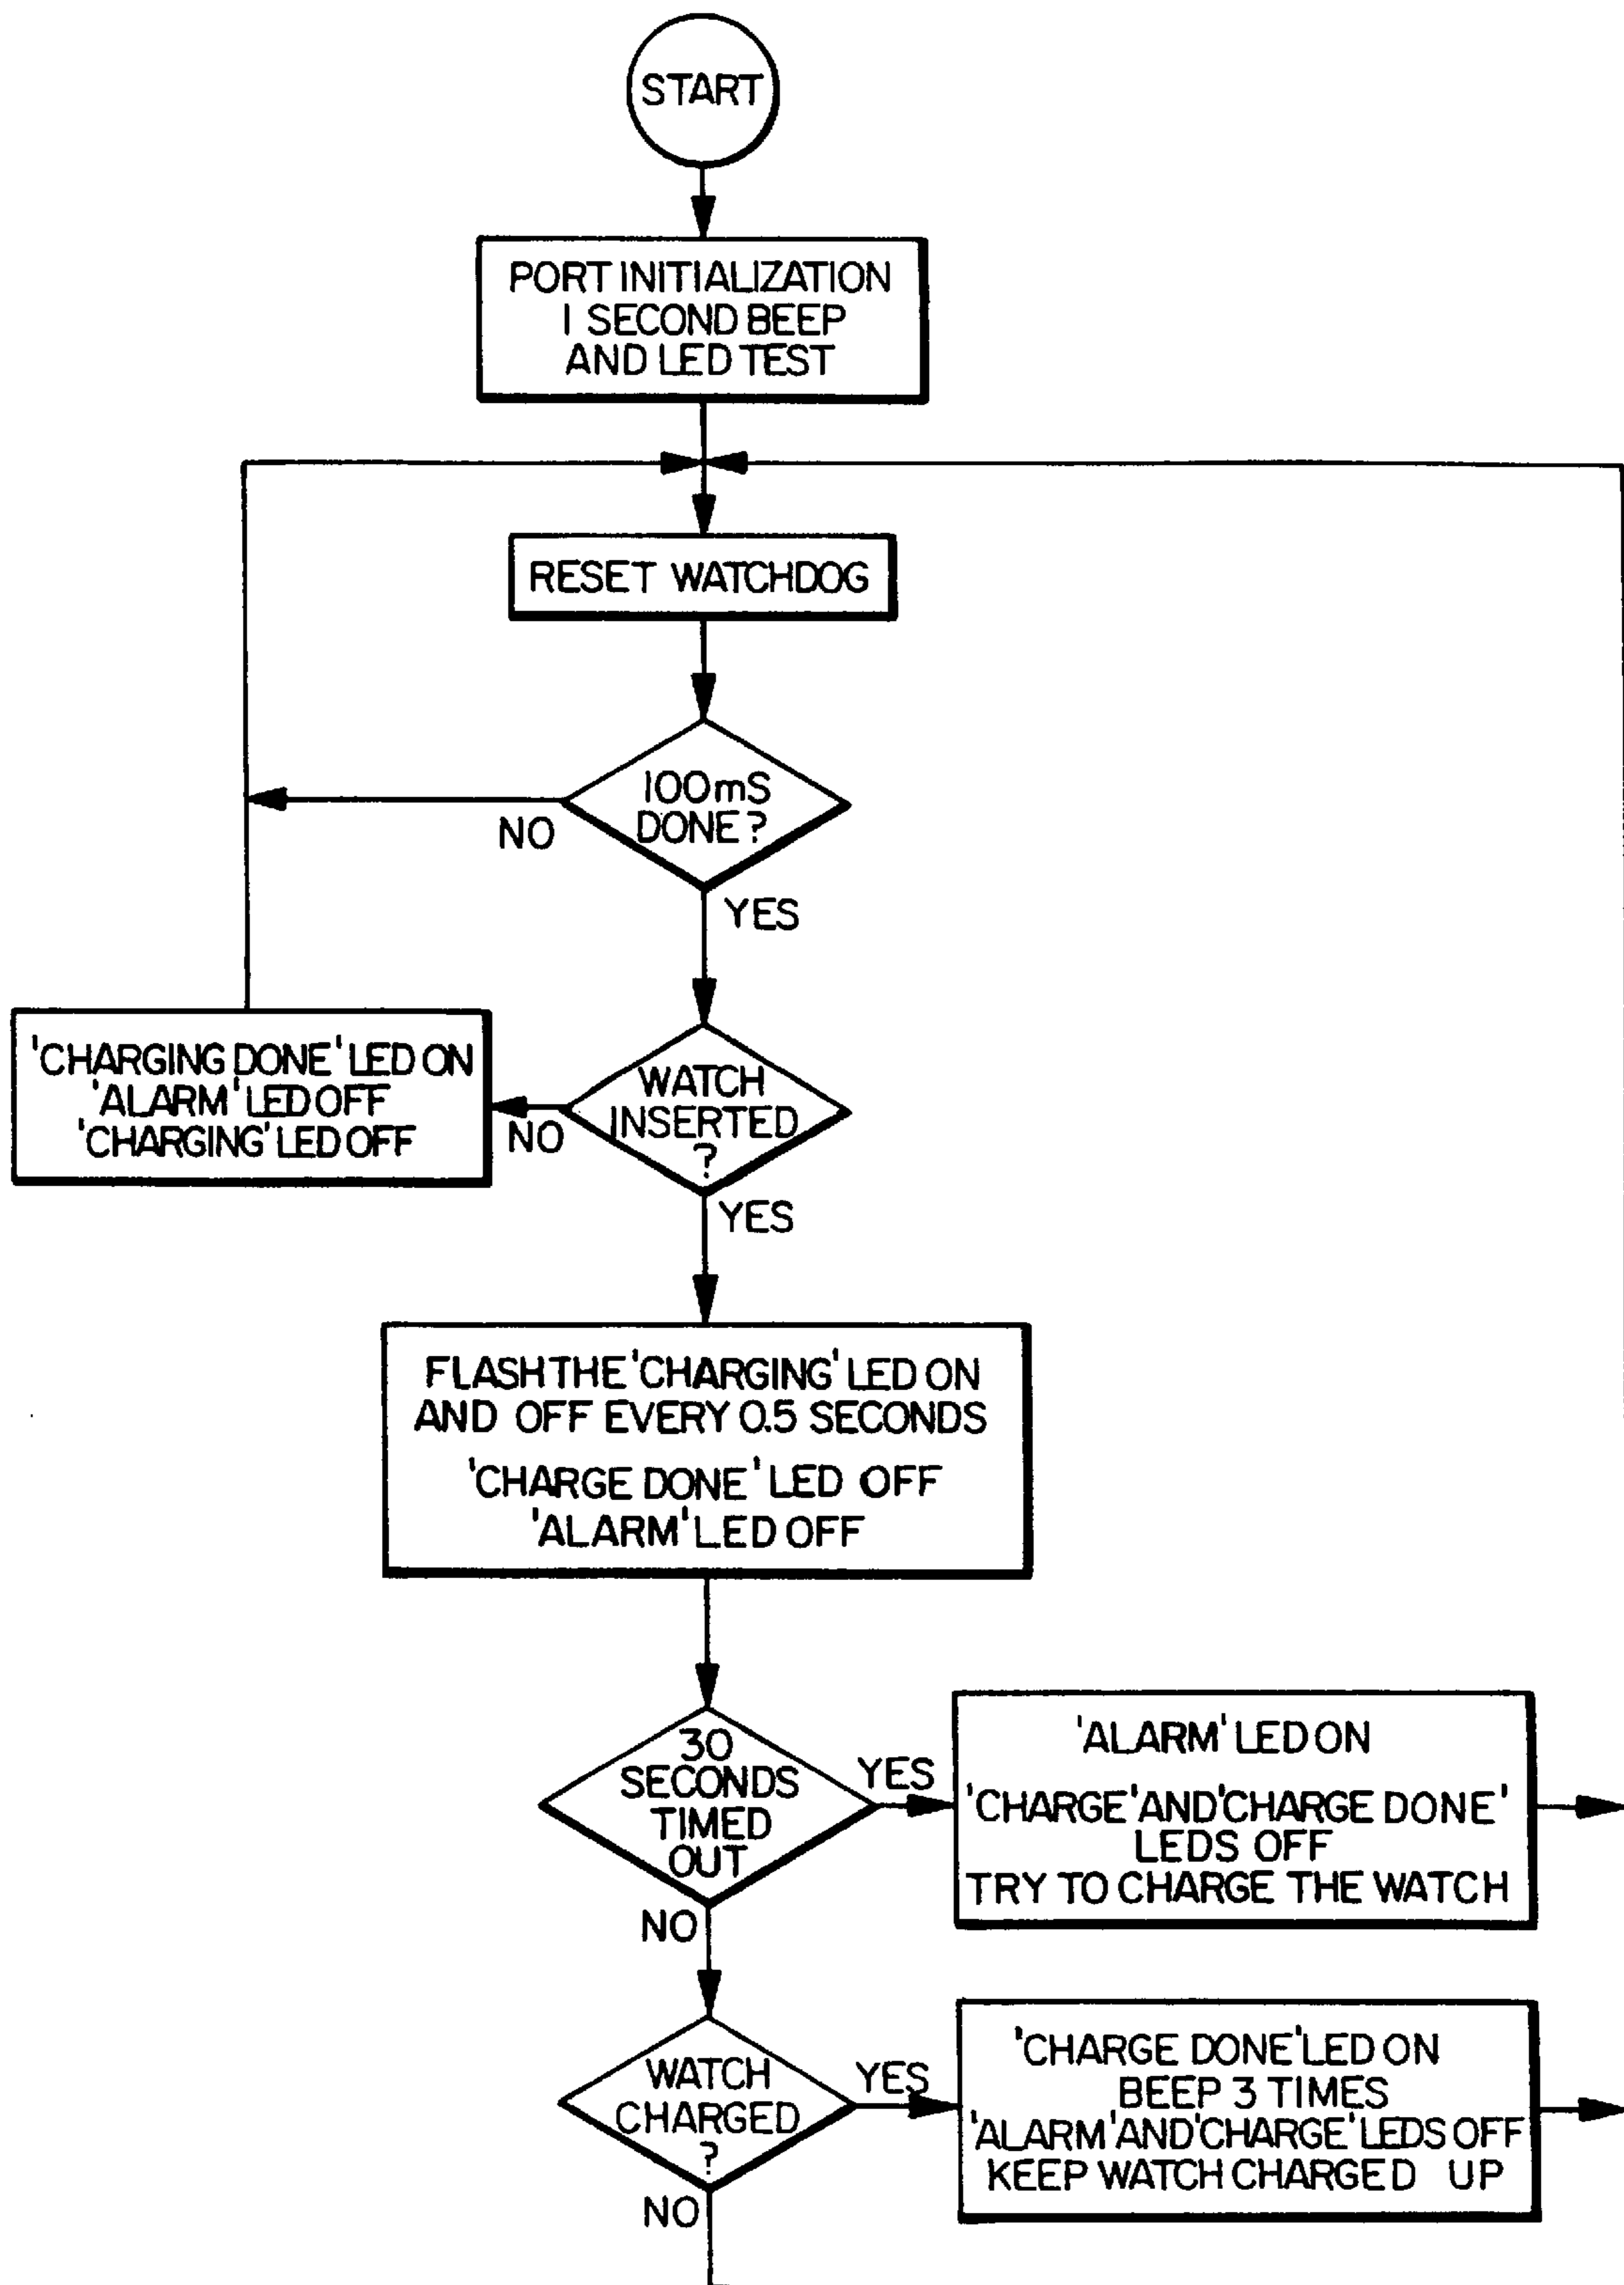 START
PORT INITIALIZATION
1 SECOND BEEP
AND LED TEST
RESET WATCHDOG
100mS
DONE?
NO
YES
'CHARGING DONE' LED ON
'ALARM' LED OFF
'CHARGING' LED OFF
NO
WATCH
INSERTED
?
YES
FLASH THE 'CHARGING' LED ON
AND OFF EVERY 0.5 SECONDS
'CHARGE DONE' LED OFF
'ALARM' LED OFF
30
SECONDS
TIMED
OUT
YES
'ALARM' LED ON
'CHARGE' AND 'CHARGE DONE'
LEDS OFF
TRY TO CHARGE THE WATCH
NO
WATCH
CHARGED
?
YES
'CHARGE DONE' LED ON
BEEP 3 TIMES
'ALARM' AND 'CHARGE' LEDS OFF
KEEP WATCH CHARGED UP
NO